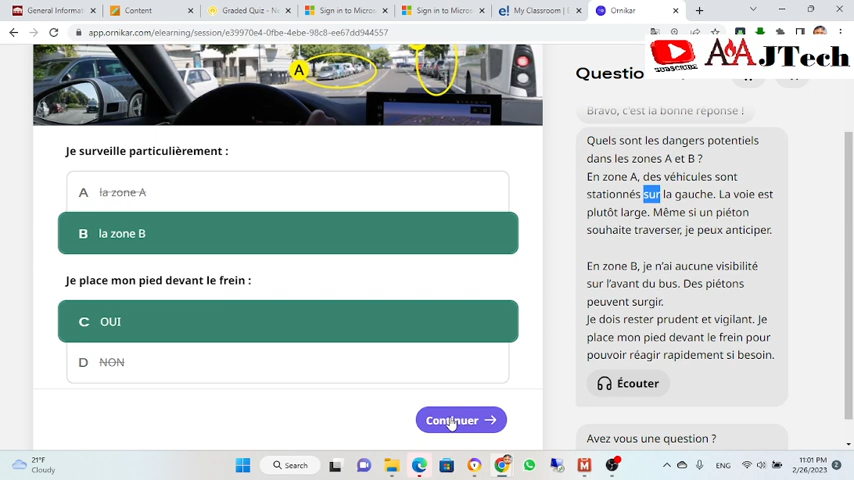 General Informat
Content
Graded Quiz - Ne
Sign in to Micros
Sign in to Microso
My Classroom | E
Ornikar
app.ornikar.com/elearning/session/e39970e4-0fbe-4ebe-98c8-ee67dd944557
SUBSCRIBE
AAJTech
A
Questio
Je surveille particulièrement :
A la zone A
B la zone B
Je place mon pied devant le frein :
C OUI
D NON
Continuer
Bravo, c'est la bonne réponse !
Quels sont les dangers potentiels
dans les zones A et B ?
En zone A, des véhicules sont
stationnés sur la gauche. La voie est
plutôt large. Même si un piéton
souhaite traverser, je peux anticiper.
En zone B, je n'ai aucune visibilité
sur l'avant du bus. Des piétons
peuvent surgir.
Je dois rester prudent et vigilant. Je
place mon pied devant le frein pour
pouvoir réagir rapidement si besoin.
Écouter
Avez vous une question ?
21°F
Cloudy
Search
ENG
11:01 PM
2/26/2023
2